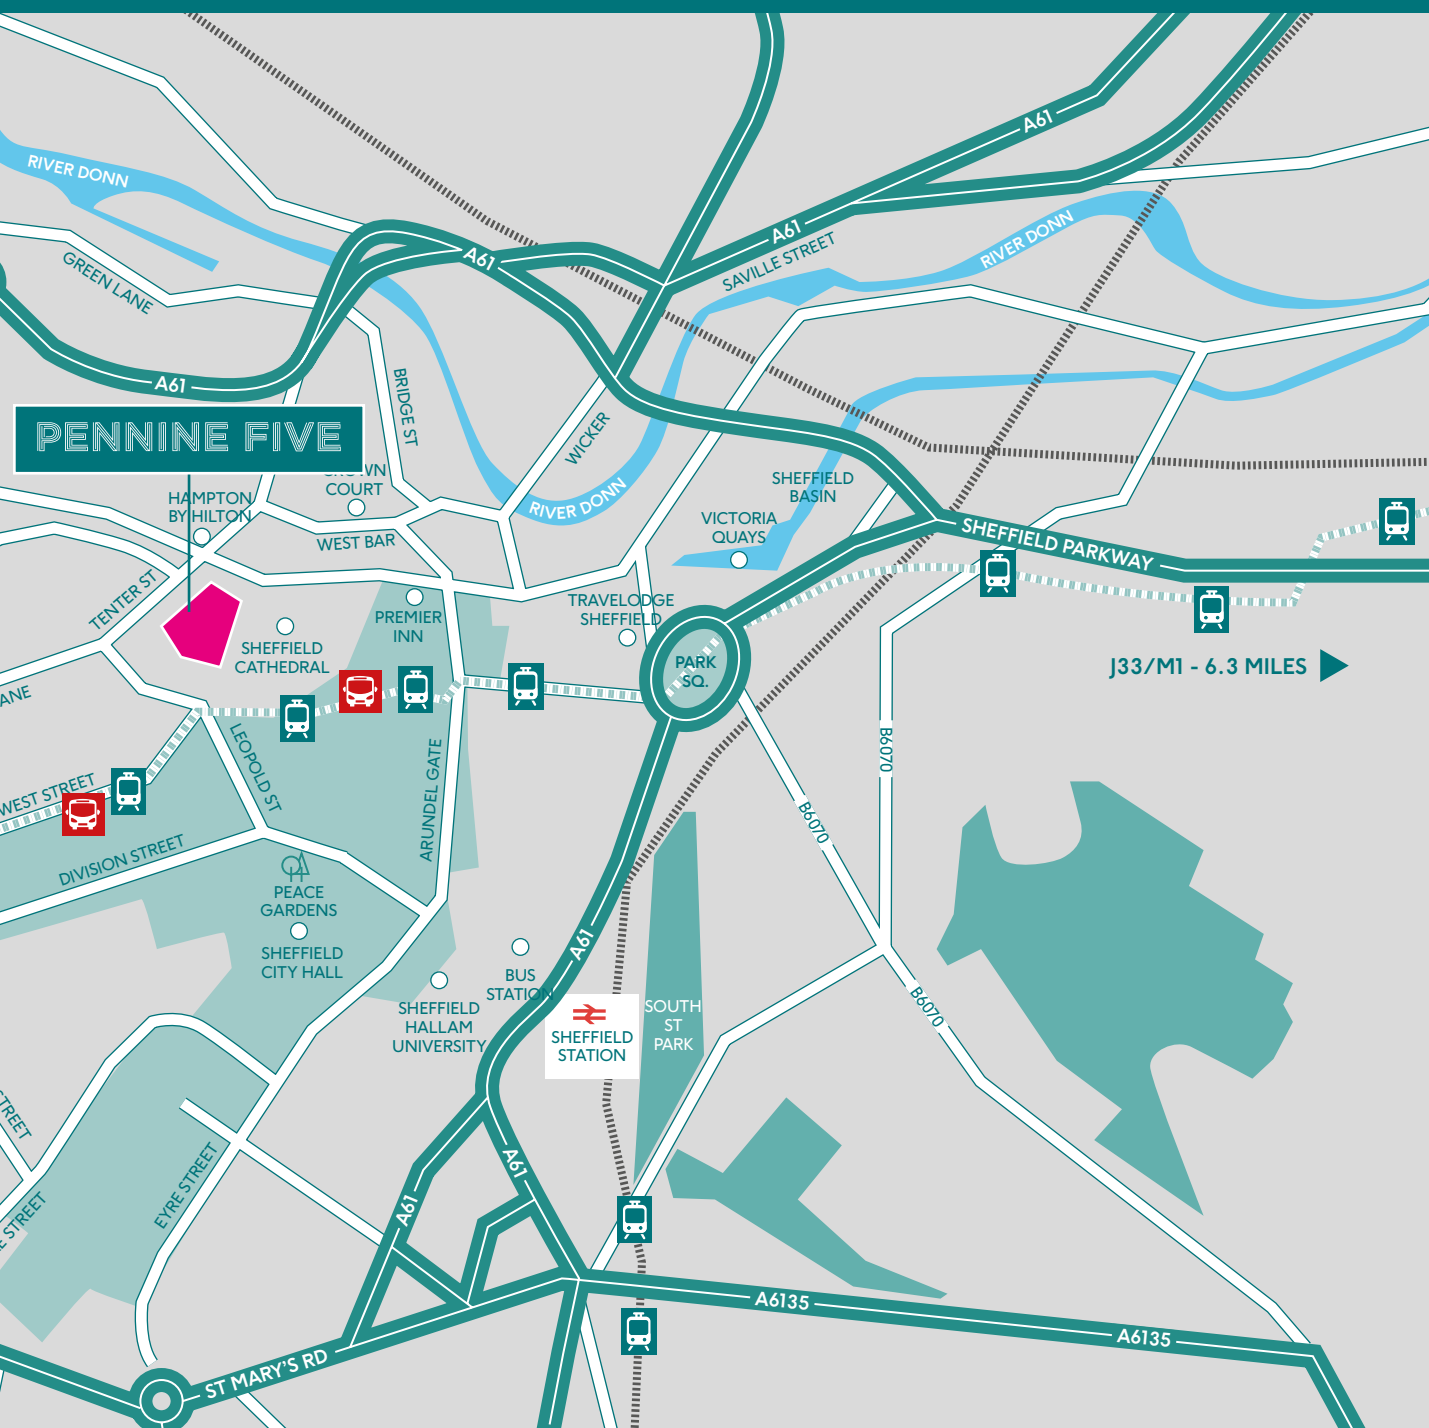 A61
RIVER DONN
A61
SAVILLE STREET
RIVER DONN
GREEN LANE
A61
A61
BRIDGE ST
WICKER
PENNINE FIVE
COURT
HAMPTON
BY HILTON
WEST BAR
RIVER DONN
SHEFFIELD
BASIN
VICTORIA
QUAYS
SHEFFIELD PARKWAY
TENTER ST
PREMIER
INN
TRAVELODGE
SHEFFIELD
SHEFFIELD
CATHEDRAL
PARK
SQ.
J33/M1 - 6.3 MILES
ANE
LEOPOLD ST
ARUNDEL GATE
B6070
B6070
WEST STREET
DIVISION STREET
PEACE
GARDENS
SHEFFIELD
CITY HALL
A61
BUS
STATION
SHEFFIELD
HALLAM
UNIVERSITY
SHEFFIELD
STATION
SOUTH
ST
PARK
B6070
STREET
E STREET
EYRE STREET
A61
A61
A6135
A6135
ST MARY'S RD